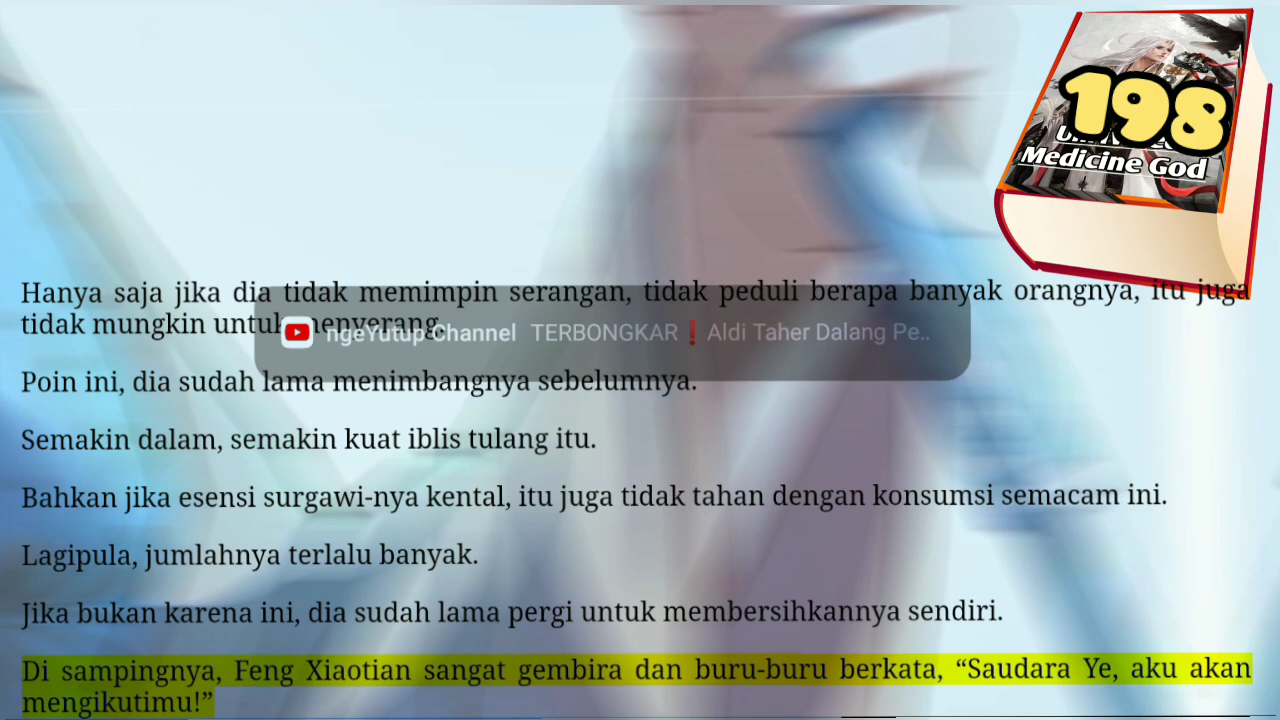 198
Medicine God
Hanya saja jika dia tidak memimpin serangan, tidak peduli berapa banyak orangnya, itu juga
tidak mungkin untuk menyerang.
ngeYutup Channel TERBONGKAR❗Aldi Taher Dalang Pe..
Poin ini, dia sudah lama menimbangnya sebelumnya.
Semakin dalam, semakin kuat iblis tulang itu.
Bahkan jika esensi surgawi-nya kental, itu juga tidak tahan dengan konsumsi semacam ini.
Lagipula, jumlahnya terlalu banyak.
Jika bukan karena ini, dia sudah lama pergi untuk membersihkannya sendiri.
Di sampingnya, Feng Xiaotian sangat gembira dan buru-buru berkata, “Saudara Ye, aku akan
mengikutimu!”